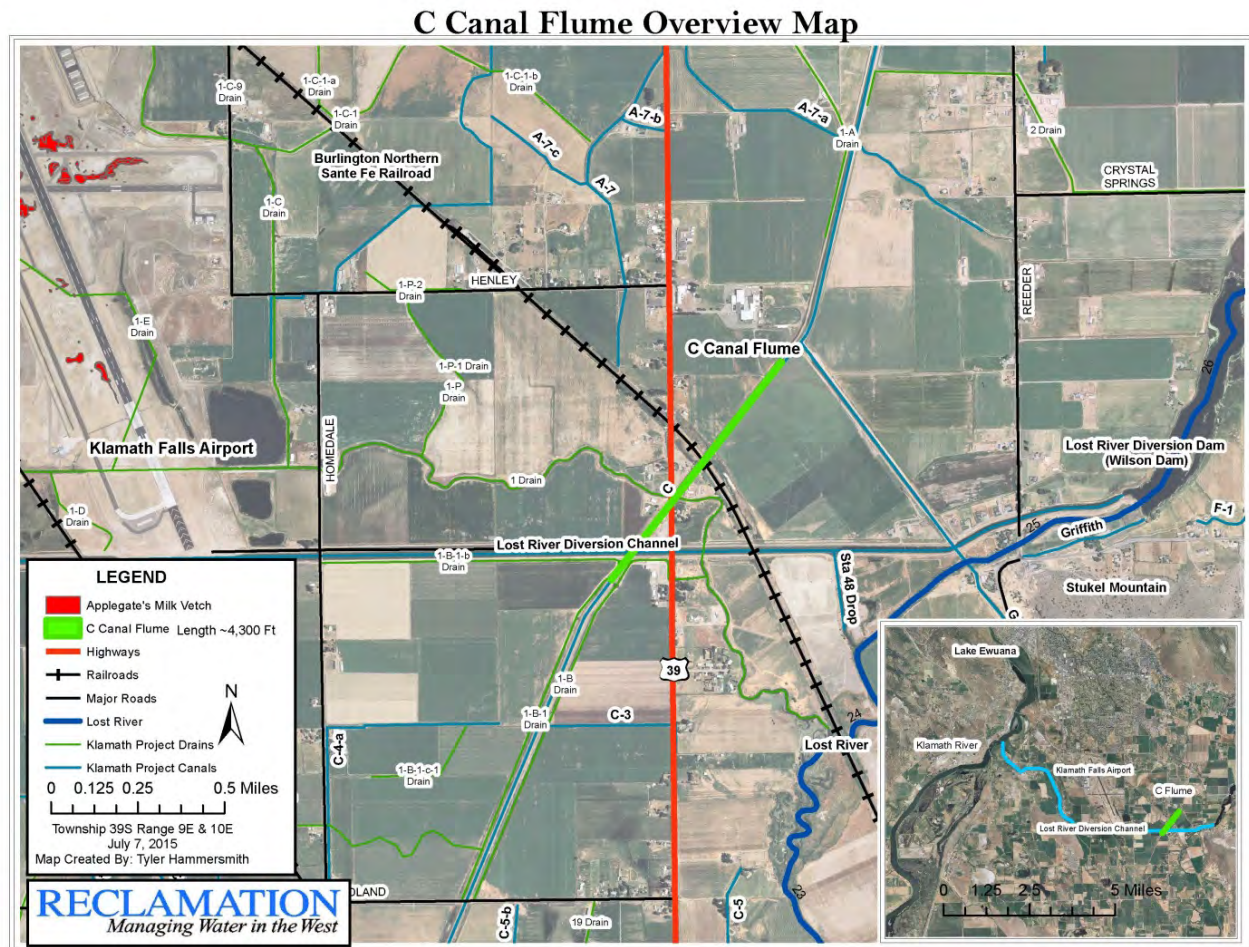 C Canal Flume Overview Map
1-C-9
Drain
1-C-1-a
Drain
1-C-1
Drain
1-C-1-b
Drain
A-7-b
A-7-a
1-A
Drain
2 Drain
A-7-c
A-7
Burlington Northern
Sante Fe Railroad
CRYSTAL
SPRINGS
1-C
Drain
HENLEY
1-P-2
Drain
REEDER
1-E
Drain
C Canal Flume
1-P-1 Drain
1-P
Drain
26
Klamath Falls Airport
HOMEDALE
Lost River Diversion Dam
(Wilson Dam)
1 Drain
C
1-D
Drain
25
Griffith
F-1
Lost River Diversion Channel
1-B-1-b
Drain
Sta 48 Drop
Stukel Mountain
G
39
1-B
Drain
1-B-1
Drain
C-3
24
C-4-a
Lost River
1-B-1-c-1
Drain
23
OLAND
C-5-b
19 Drain
C-5
LEGEND
Applegate's Milk Vetch
C Canal Flume Length ~4,300 Ft
Highways
Railroads
Major Roads
Lost River
Klamath Project Drains
Klamath Project Canals
N
0 0.125 0.25 0.5 Miles
Township 39S Range 9E & 10E
July 7, 2015
Map Created By: Tyler Hammersmith
RECLAMATION
Managing Water in the West
Lake Ewuana
Klamath River
Klamath Falls Airport
C Flume
Lost River Diversion Channel
0 1.25 2.5 5 Miles